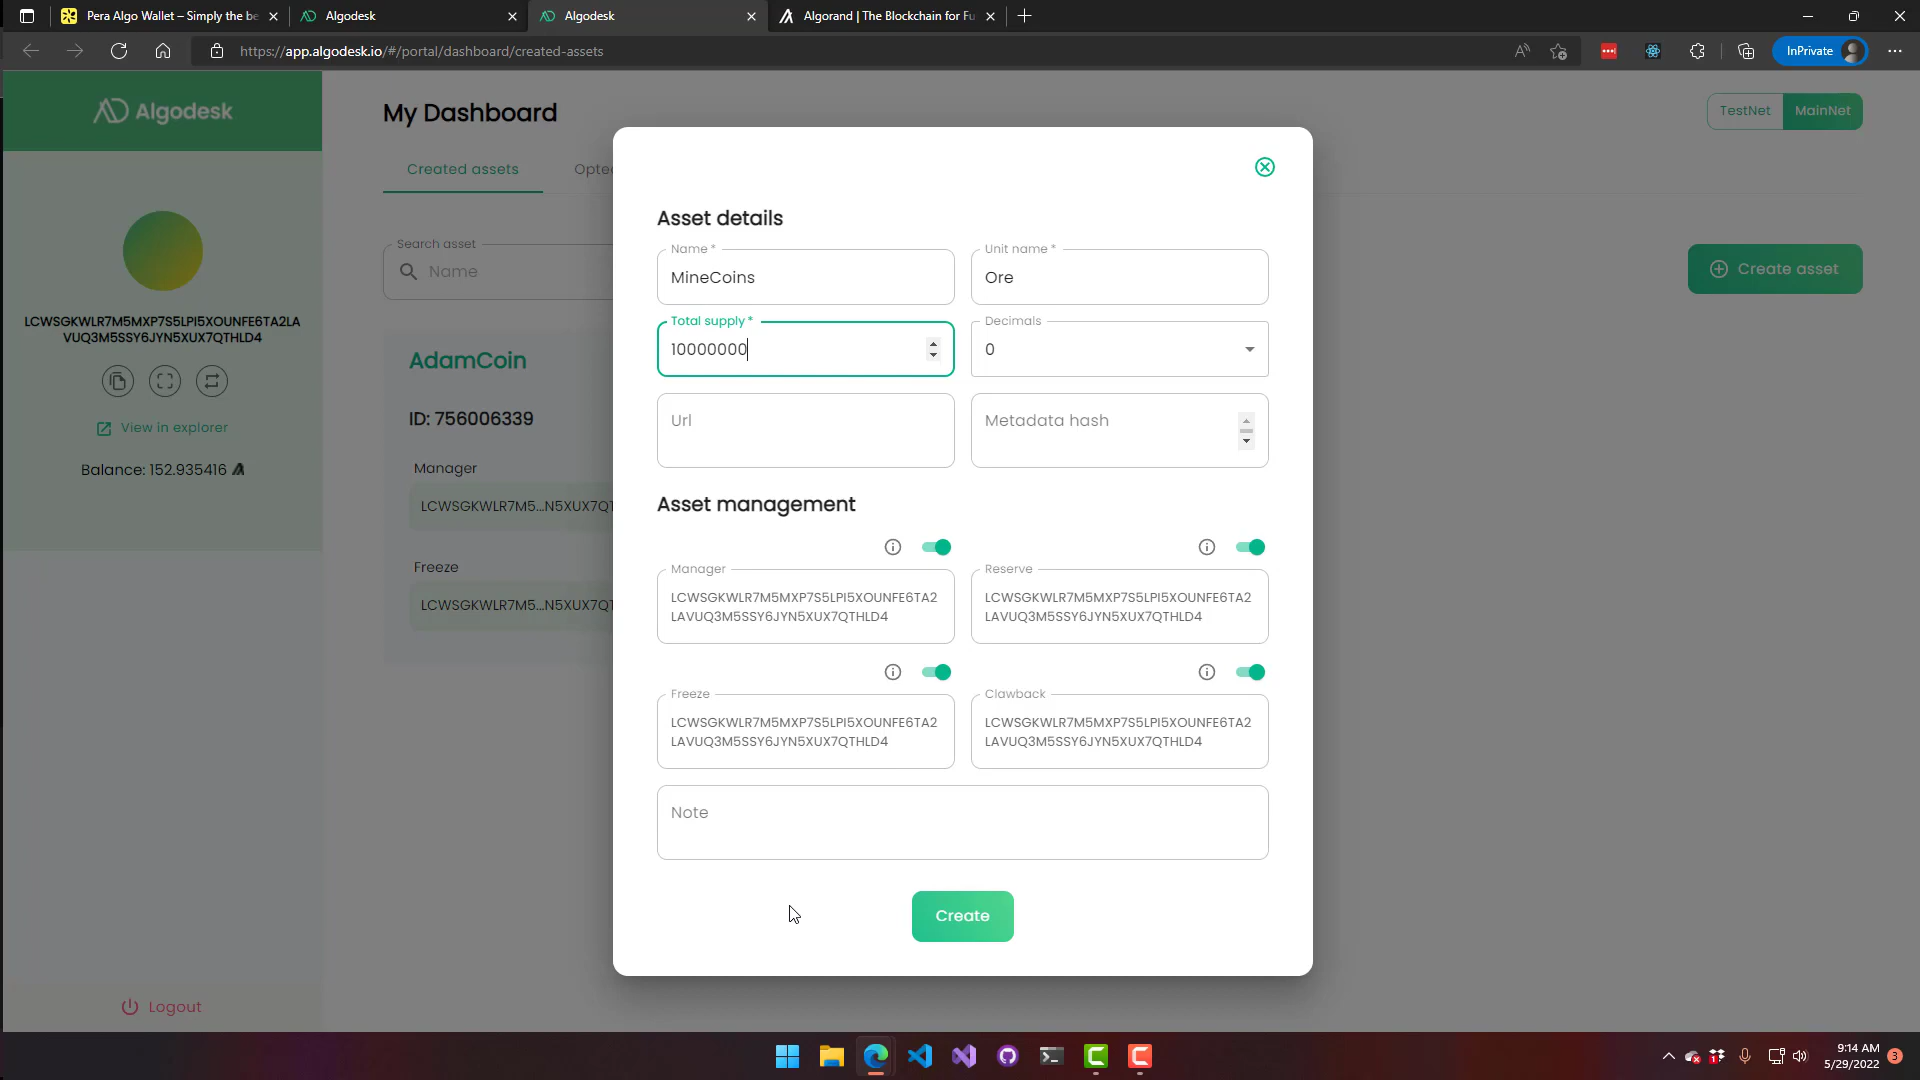 Pera Algo Wallet – Simply the be
Algodesk
Algodesk
Algorand | The Blockchain for Fu
https://app.algodesk.io/#/portal/dashboard/created-assets
InPrivate
Algodesk
My Dashboard
TestNet
MainNet
Created assets
Opte
Search asset
Name
Create asset
LCWSGKWLR7M5MXP7S5LPI5XOUNFE6TA2LA
VUQ3M5SSY6JYN5XUX7QTHLD4
View in explorer
Balance: 152.935416
Logout
AdamCoin
ID: 756006339
Manager
LCWSGKWLR7M5...N5XUX7QT
Freeze
LCWSGKWLR7M5...N5XUX7QT
Asset details
Name *
MineCoins
Unit name *
Ore
Total supply *
10000000
Decimals
0
Url
Metadata hash
Asset management
Manager
LCWSGKWLR7M5MXP7S5LPI5XOUNFE6TA2
LAVUQ3M5SSY6JYN5XUX7QTHLD4
Reserve
LCWSGKWLR7M5MXP7S5LPI5XOUNFE6TA2
LAVUQ3M5SSY6JYN5XUX7QTHLD4
Freeze
LCWSGKWLR7M5MXP7S5LPI5XOUNFE6TA2
LAVUQ3M5SSY6JYN5XUX7QTHLD4
Clawback
LCWSGKWLR7M5MXP7S5LPI5XOUNFE6TA2
LAVUQ3M5SSY6JYN5XUX7QTHLD4
Note
Create
9:14 AM
5/29/2022
3